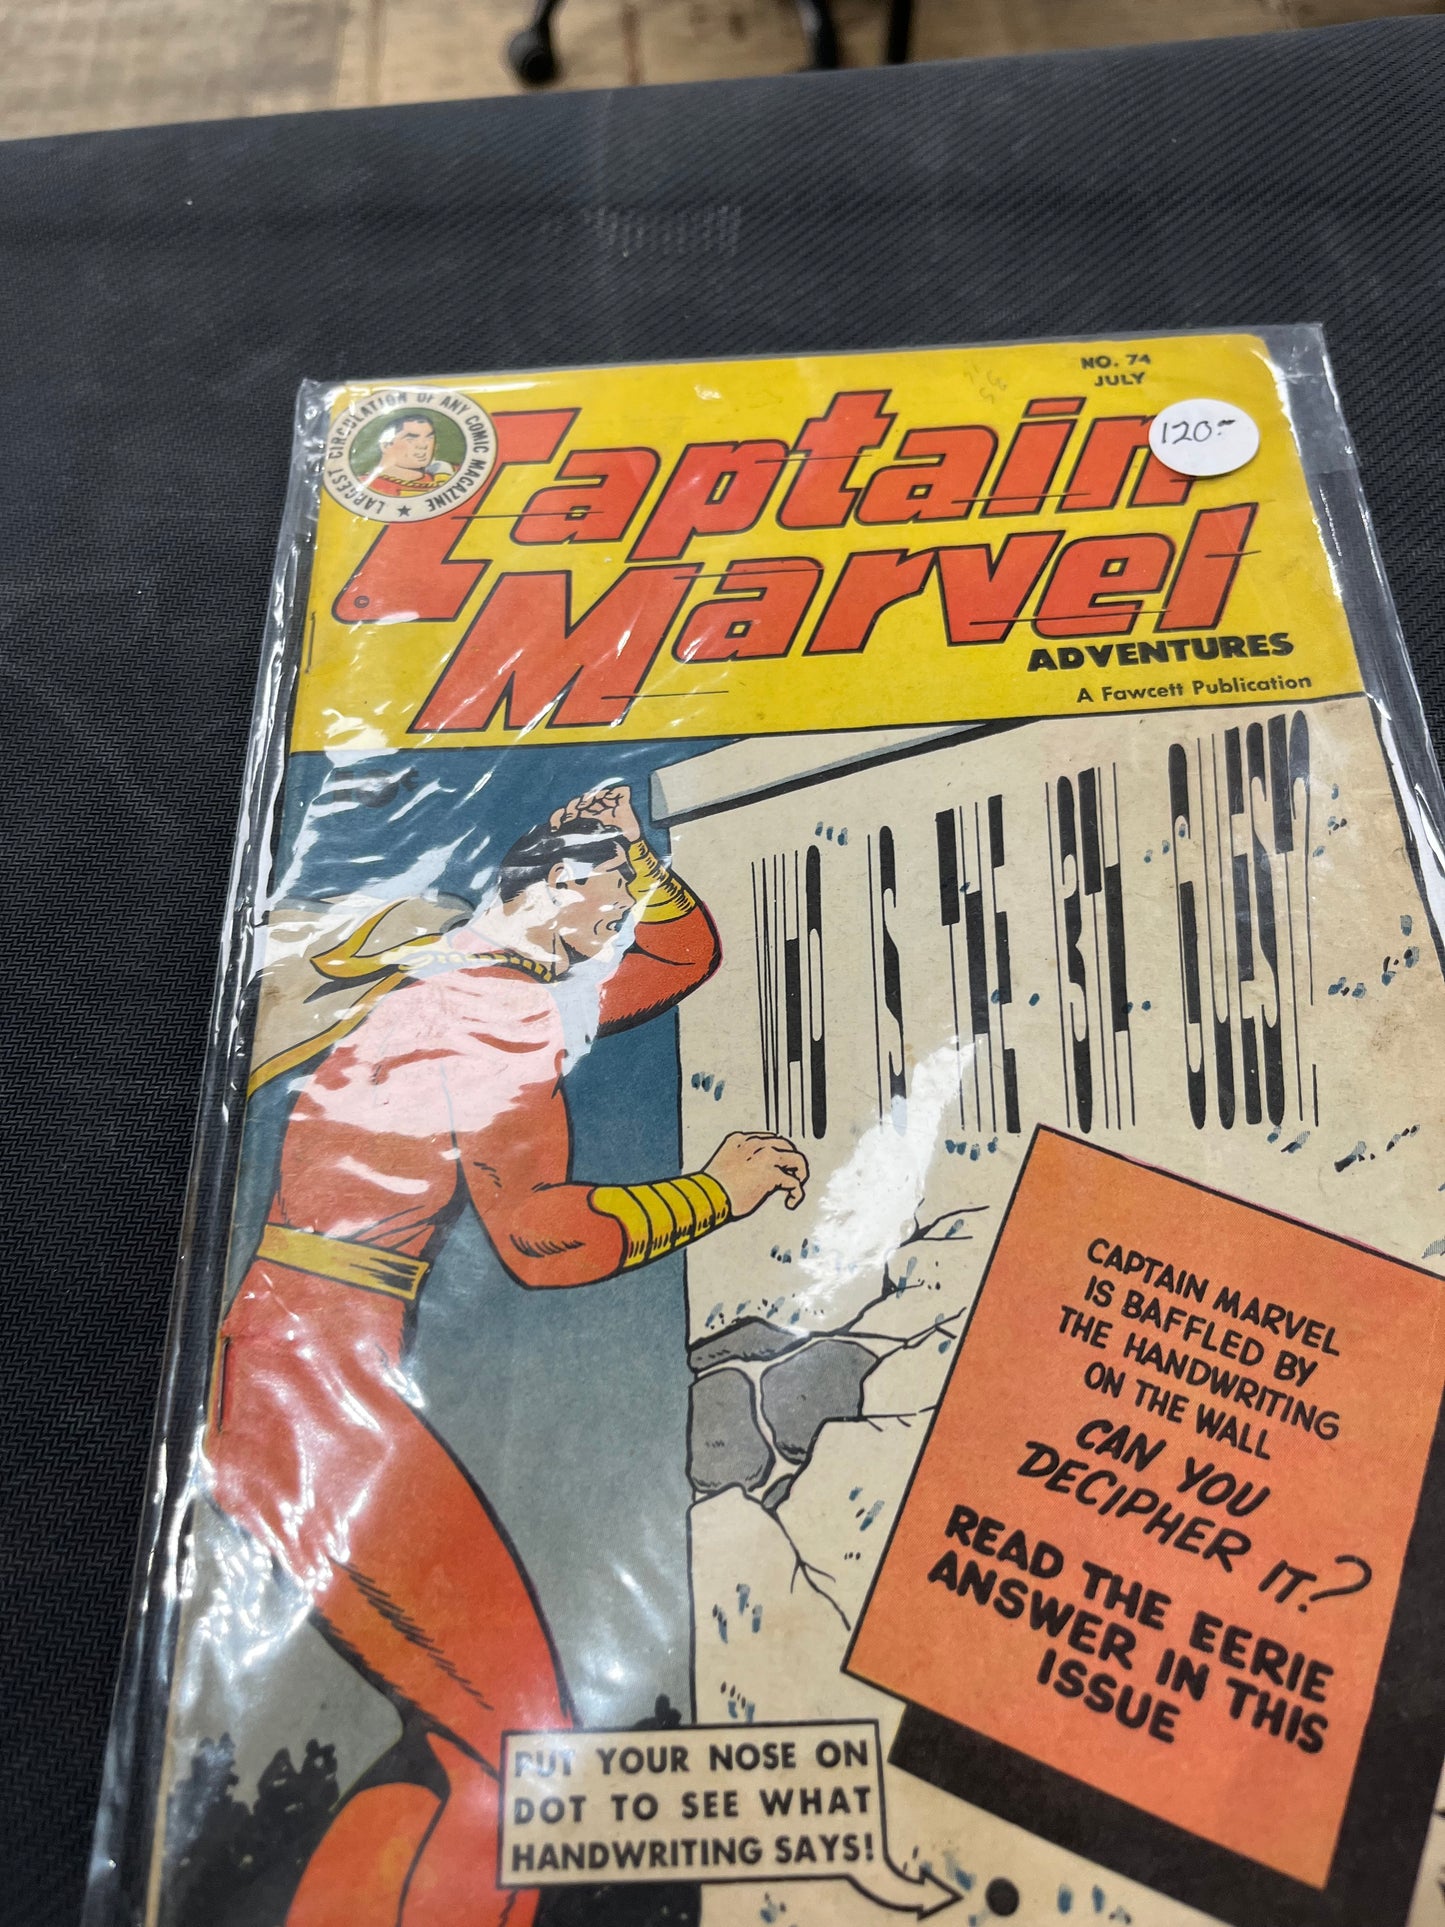 NO. 74
JULY
LARGEST CIRCULATION OF ANY COMIC MAGAZINE
120.-
Captain
Marvel
©
ADVENTURES
A Fawcett Publication
WHO IS THE 13TH GUEST?
CAPTAIN MARVEL
IS BAFFLED BY
THE HANDWRITING
ON THE WALL
CAN YOU
DECIPHER IT?
READ THE EERIE
ANSWER IN THIS
ISSUE
PUT YOUR NOSE ON
DOT TO SEE WHAT
HANDWRITING SAYS!